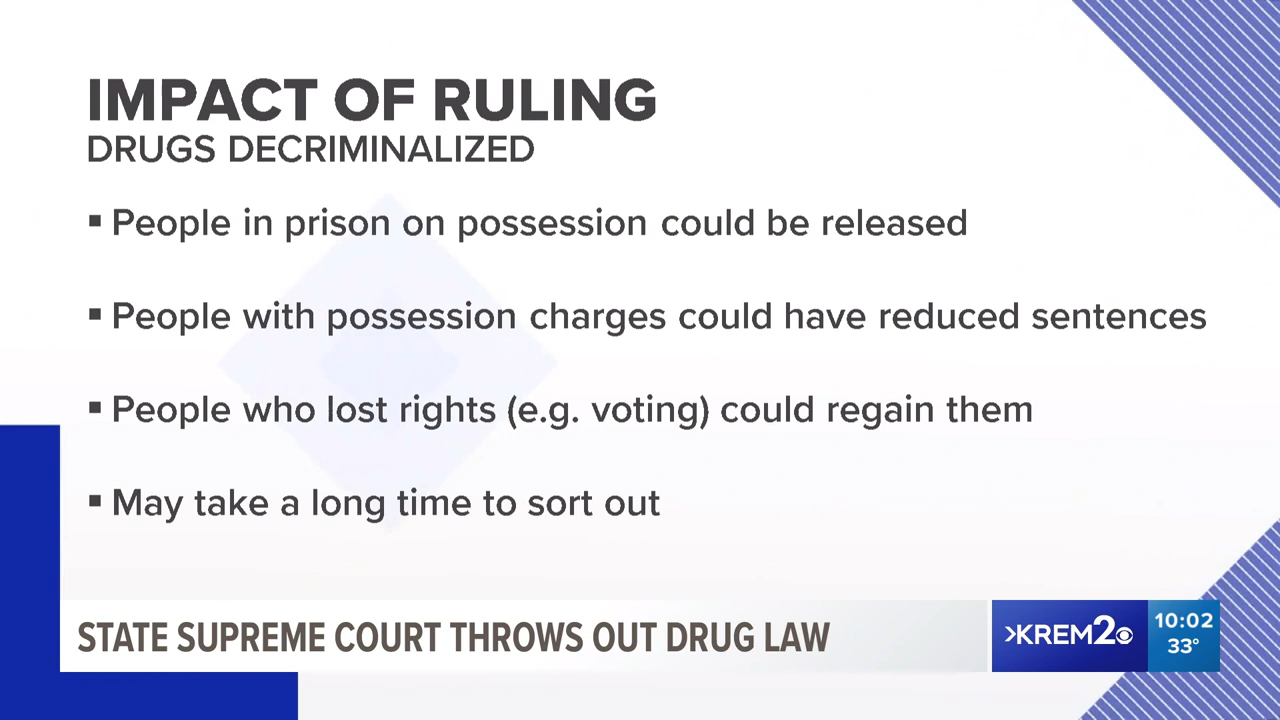 IMPACT OF RULING
DRUGS DECRIMINALIZED
▪ People in prison on possession could be released
▪ People with possession charges could have reduced sentences
▪ People who lost rights (e.g. voting) could regain them
▪ May take a long time to sort out
STATE SUPREME COURT THROWS OUT DRUG LAW
KREM2
10:02
33°